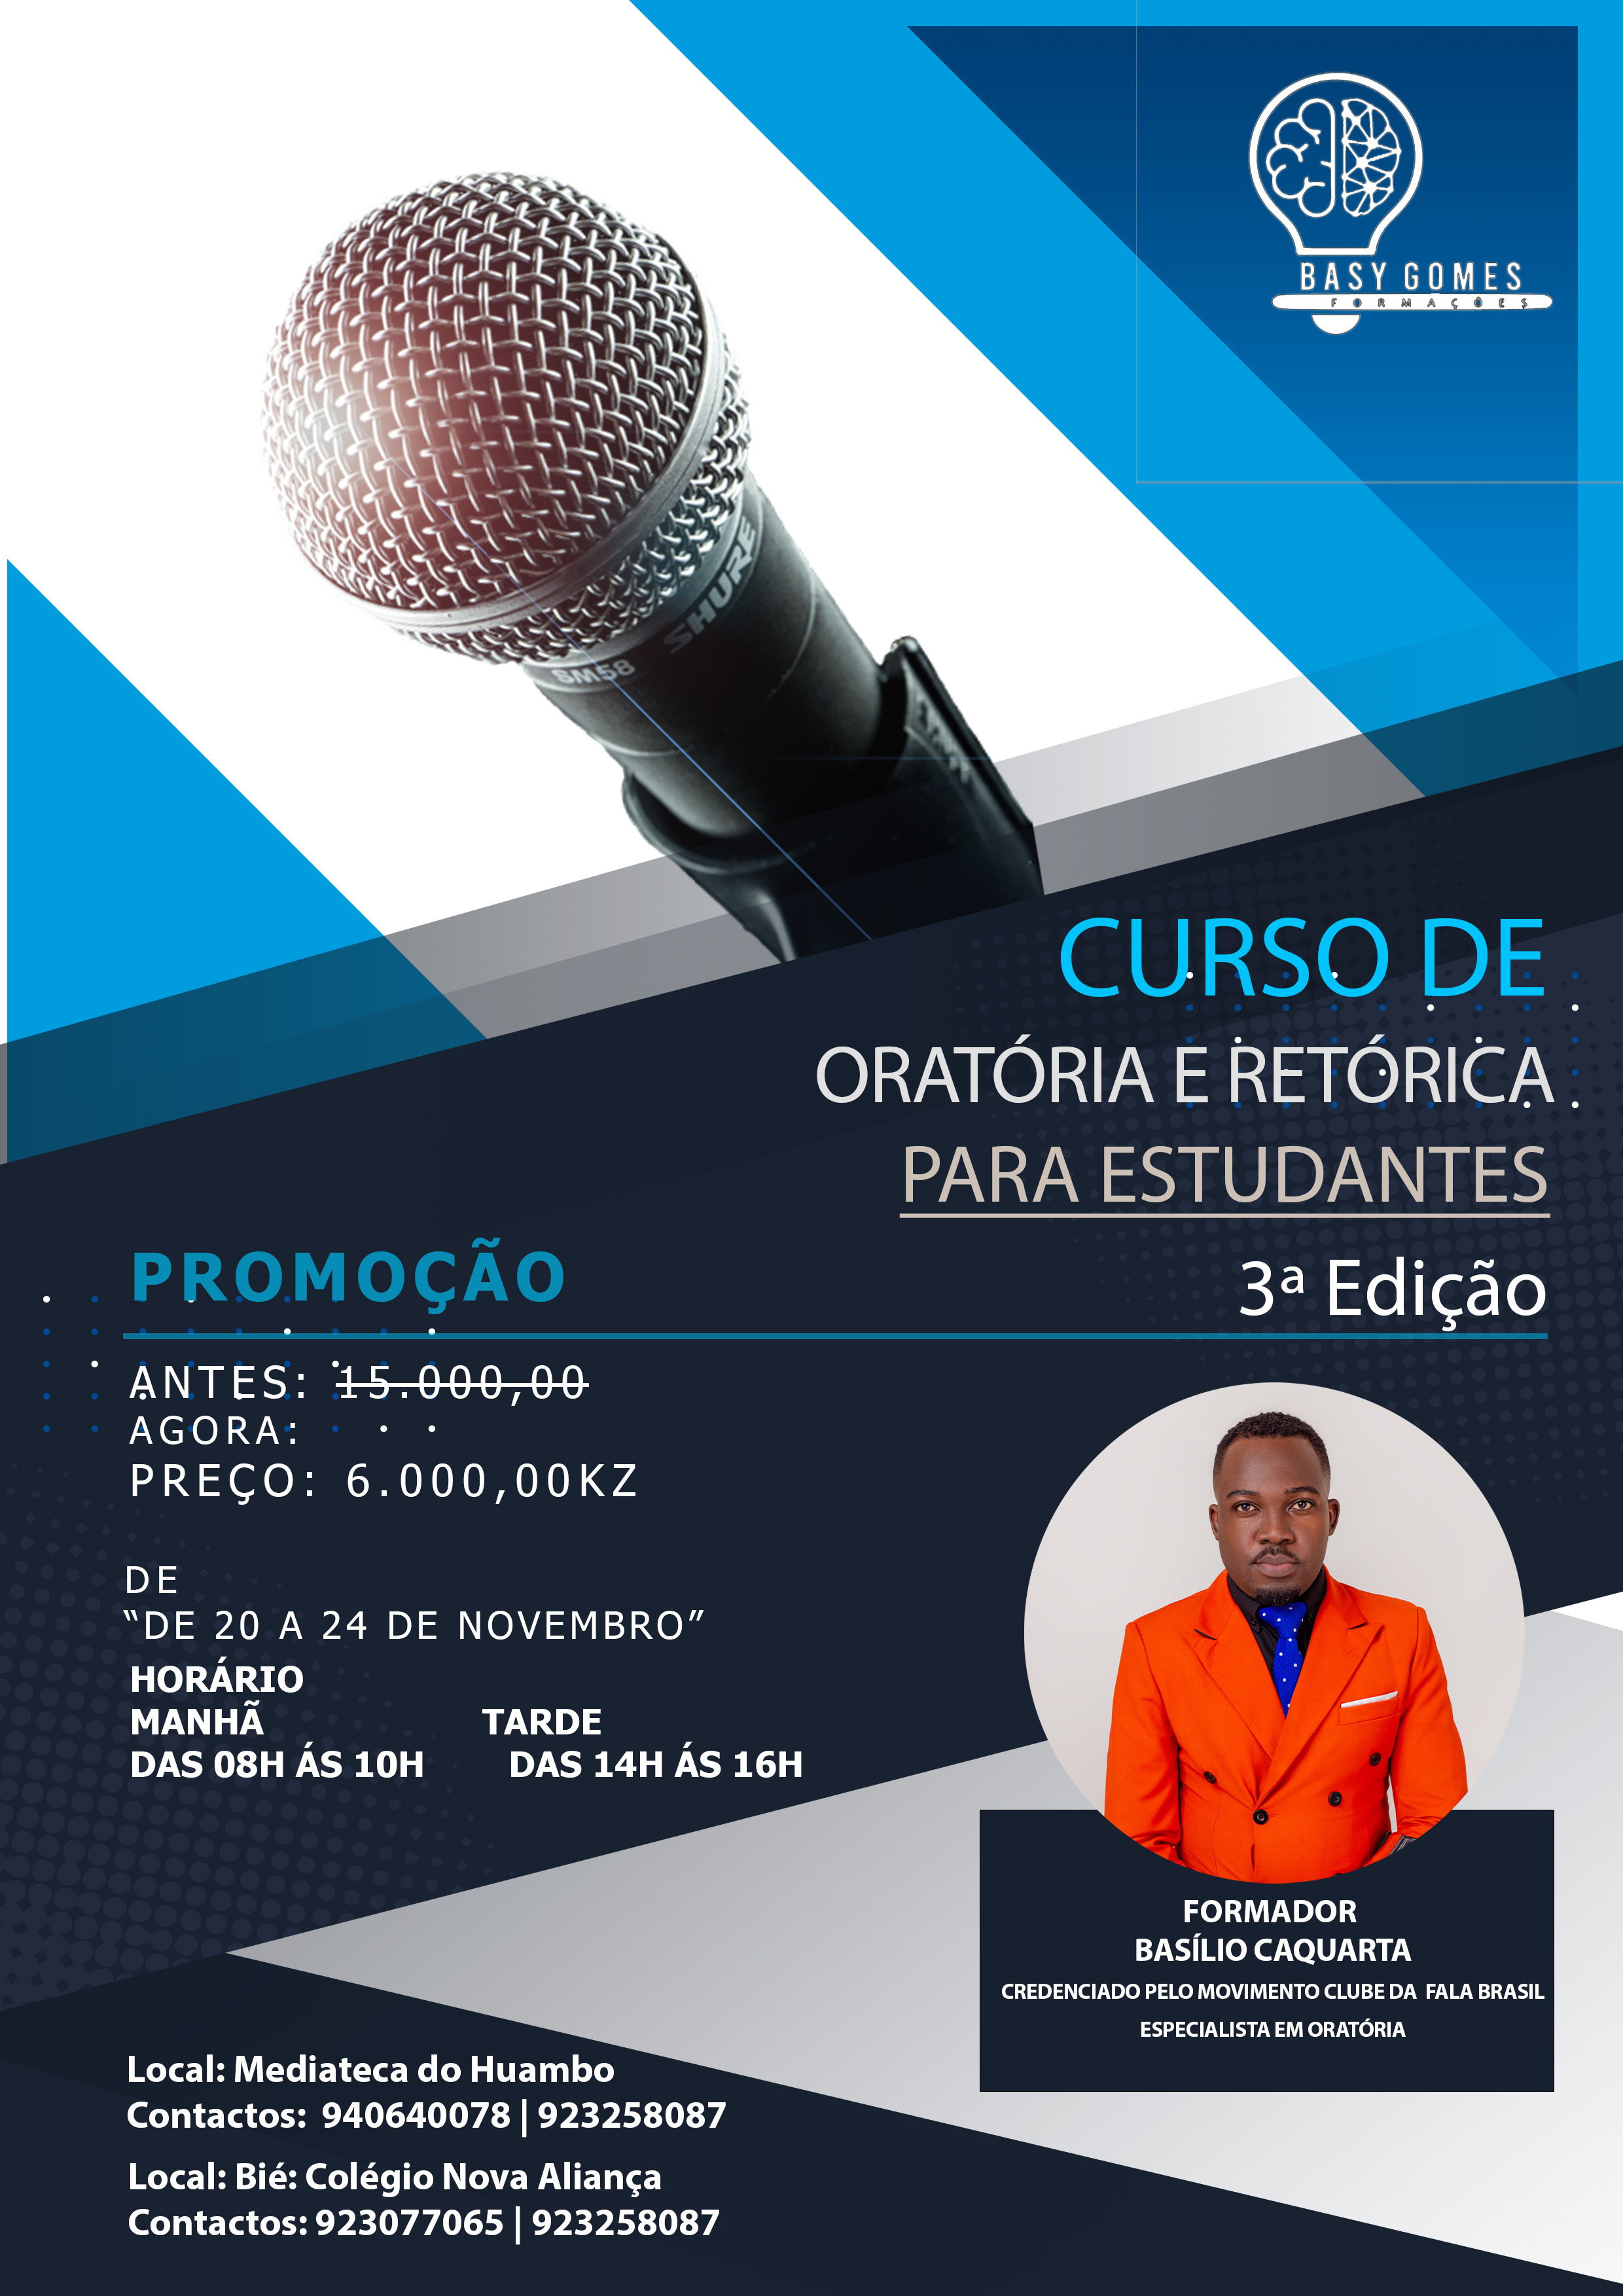 BASY GOMES
FORMAÇÕES
SHURE
SM58
CURSO DE
ORATÓRIA E RETÓRICA
PARA ESTUDANTES
3ª Edição
PROMOÇÃO
ANTES: 15.000,00
AGORA:
PREÇO: 6.000,00KZ
DE
“DE 20 A 24 DE NOVEMBRO”
HORÁRIO
MANHÃ TARDE
DAS 08H ÁS 10H DAS 14H ÁS 16H
FORMADOR
BASÍLIO CAQUARTA
CREDENCIADO PELO MOVIMENTO CLUBE DA FALA BRASIL
ESPECIALISTA EM ORATÓRIA
Local: Mediateca do Huambo
Contactos: 940640078 | 923258087
Local: Bié: Colégio Nova Aliança
Contactos: 923077065 | 923258087